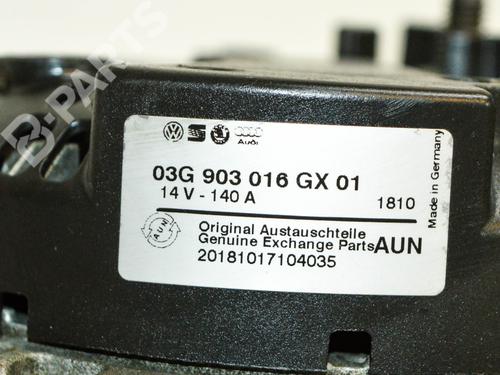 B-PARTS
Audi
03G 903 016 GX 01
14 V - 140 A
1810
Made in Germany
AUN
Original Austauschteile
Genuine Exchange Parts AUN
20181017104035